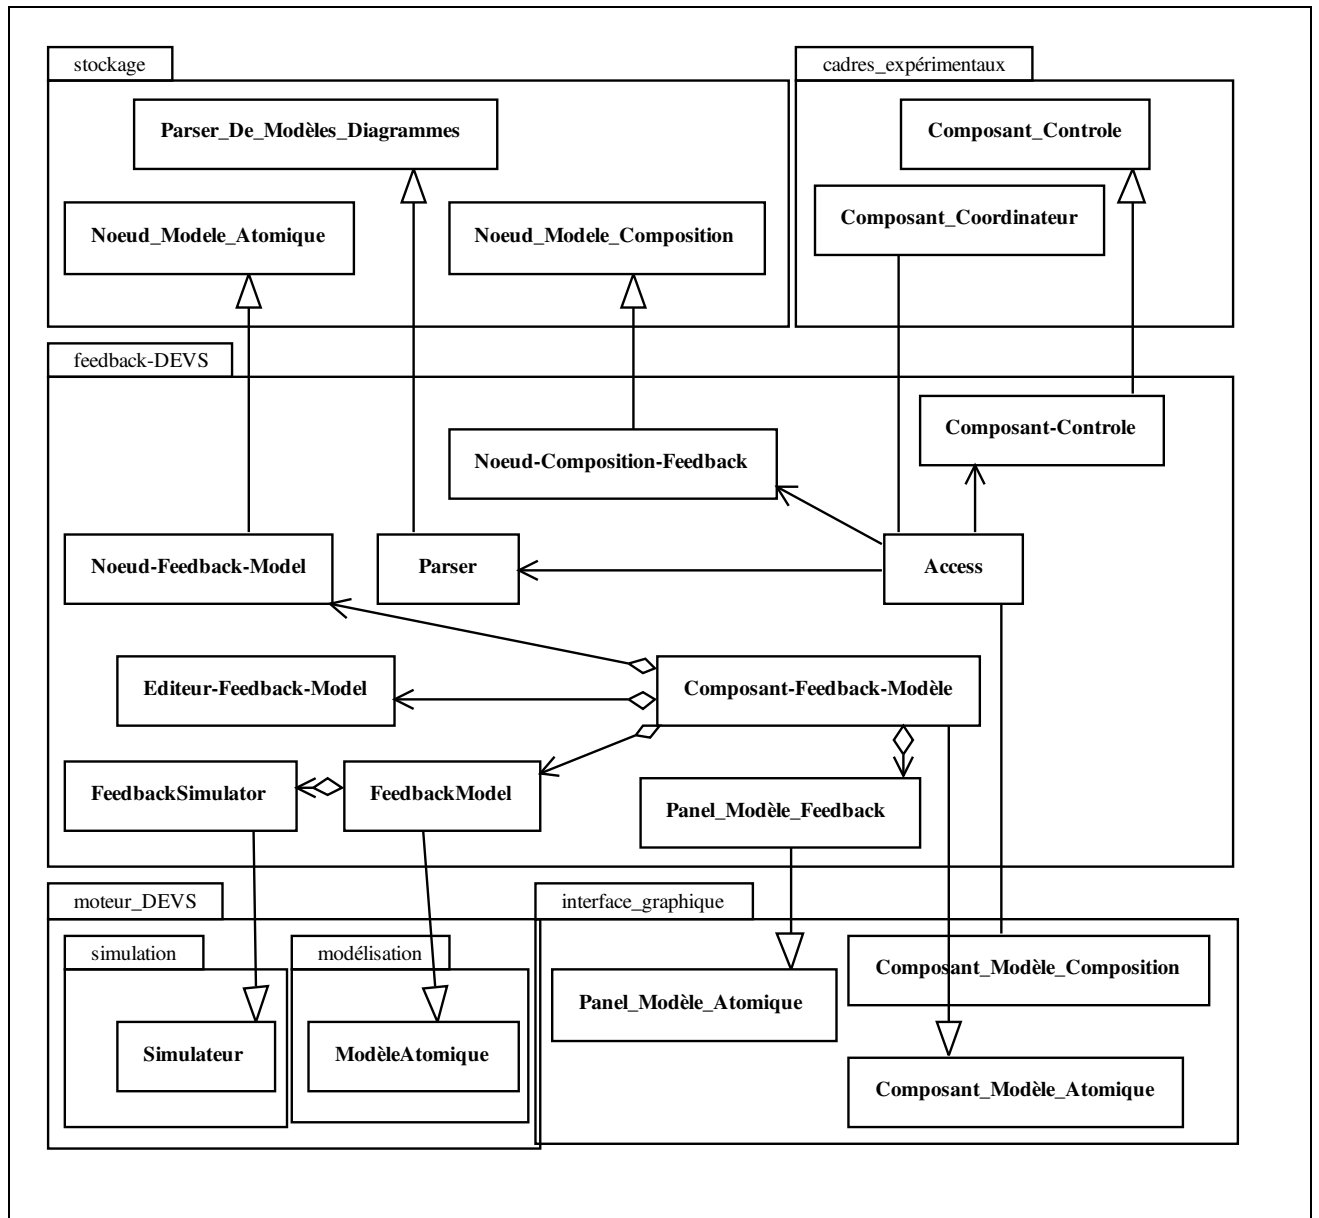 stockage
cadres_expérimentaux
Parser_De_Modèles_Diagrammes
Composant_Controle
Noeud_Modele_Atomique
Noeud_Modele_Composition
Composant_Coordinateur
feedback-DEVS
Composant-Controle
Noeud-Composition-Feedback
Noeud-Feedback-Model
Parser
Access
Editeur-Feedback-Model
Composant-Feedback-Modèle
FeedbackSimulator
FeedbackModel
Panel_Modèle_Feedback
moteur_DEVS
interface_graphique
simulation
modélisation
Composant_Modèle_Composition
Panel_Modèle_Atomique
Simulateur
ModèleAtomique
Composant_Modèle_Atomique